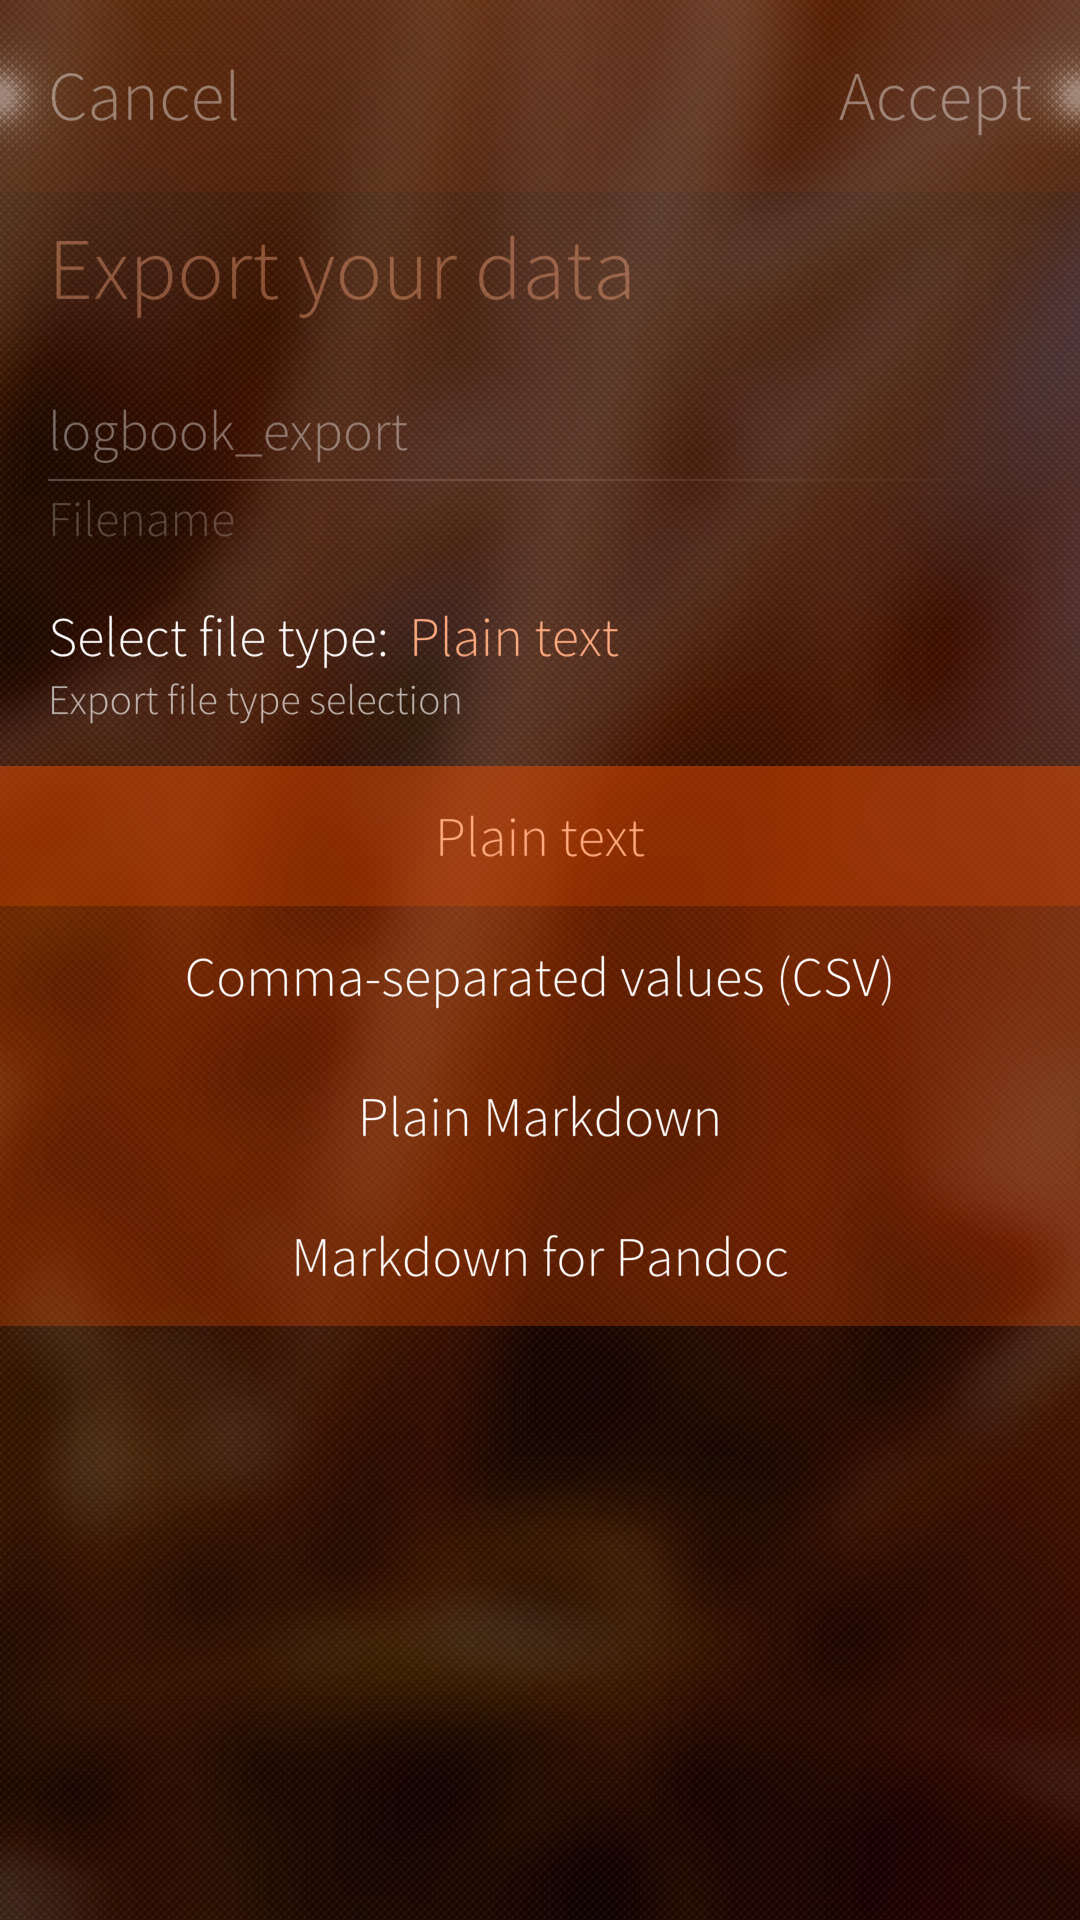 Cancel
Accept
Export your data
logbook_export
Filename
Select file type: Plain text
Export file type selection
Plain text
Comma-separated values (CSV)
Plain Markdown
Markdown for Pandoc